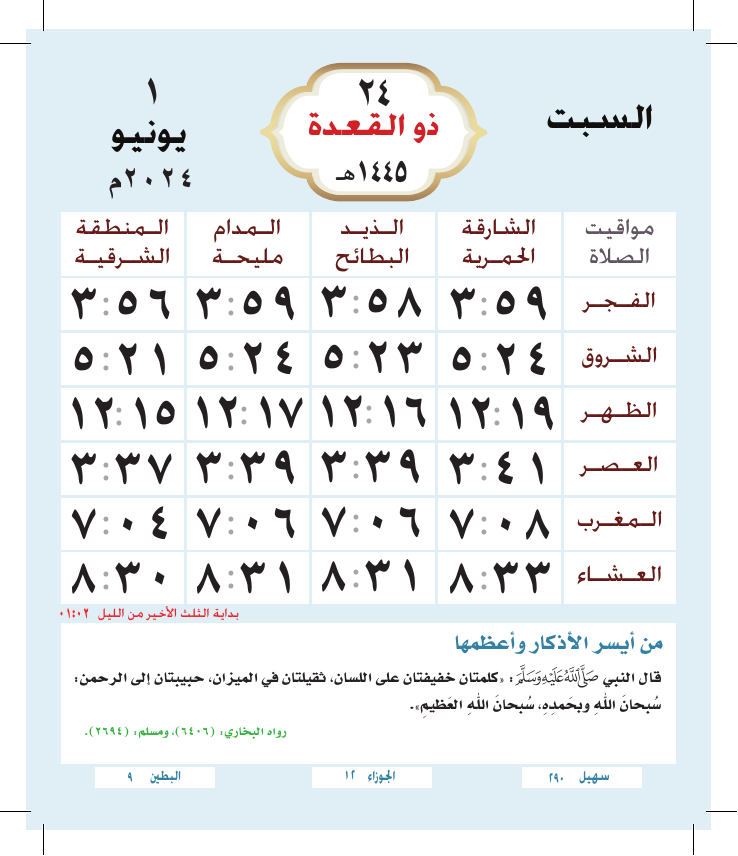 السبت
٢٤
ذو القعدة
١٤٤٥هـ
١
يونيو
٢٠٢٤م
مواقيت الصلاة
الشارقة الحمرية
الذيد البطائح
المدام مليحة
المنطقة الشرقية
الفجر ٣:٥٩ ٣:٥٨ ٣:٥٩ ٣:٥٦
الشروق ٥:٢٤ ٥:٢٣ ٥:٢٤ ٥:٢١
الظهر ١٢:١٩ ١٢:١٦ ١٢:١٧ ١٢:١٥
العصر ٣:٤١ ٣:٣٩ ٣:٣٩ ٣:٣٧
المغرب ٧:٠٨ ٧:٠٦ ٧:٠٦ ٧:٠٤
العشاء ٨:٣٣ ٨:٣١ ٨:٣١ ٨:٣٠
بداية الثلث الأخير من الليل ٠١:٠٢
من أيسر الأذكار وأعظمها
قال النبي صَلَّى اللَّهُ عَلَيْهِ وَسَلَّمَ: «كلمتان خفيفتان على اللسان، ثقيلتان في الميزان، حبيبتان إلى الرحمن:
سُبحانَ اللهِ وبحَمدِهِ، سُبحانَ اللهِ العَظيمِ».
رواه البخاري: (٦٤٠٦)، ومسلم: (٢٦٩٤).
سهيل ٢٩٠
الجوزاء ١٢
البطين ٩